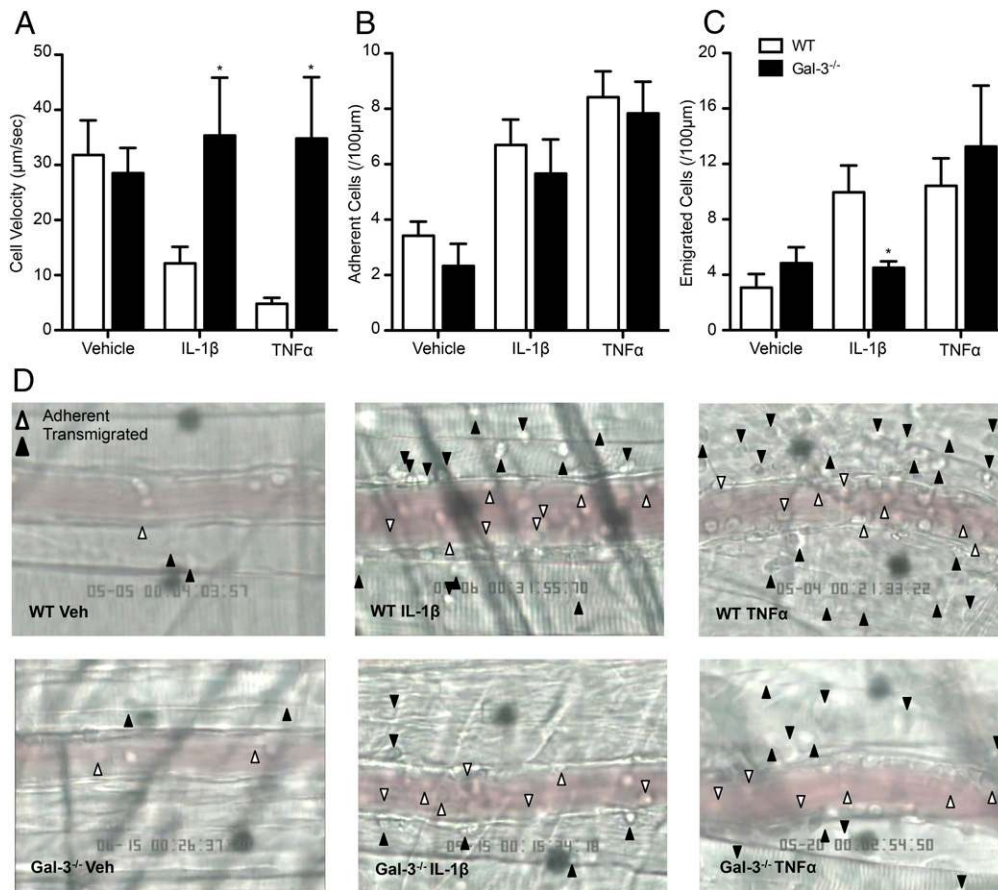 A
Cell Velocity (µm/sec)
50
40
30
20
10
0
Vehicle
IL-1β
TNFα
*
*
B
Adherent Cells (/100µm)
10
8
6
4
2
0
Vehicle
IL-1β
TNFα
C
Emigrated Cells (/100µm)
20
16
12
8
4
0
Vehicle
IL-1β
TNFα
*
WT
Gal-3-/-
D
Adherent
Transmigrated
05-05 00:04:03:57
WT Veh
00:31:55:70
WT IL-1β
05-04 00:21:33:22
WT TNFα
06-15 00:26:37
Gal-3-/- Veh
Gal-3-/- IL-1β
05-20 00:02:54:50
Gal-3-/- TNFα